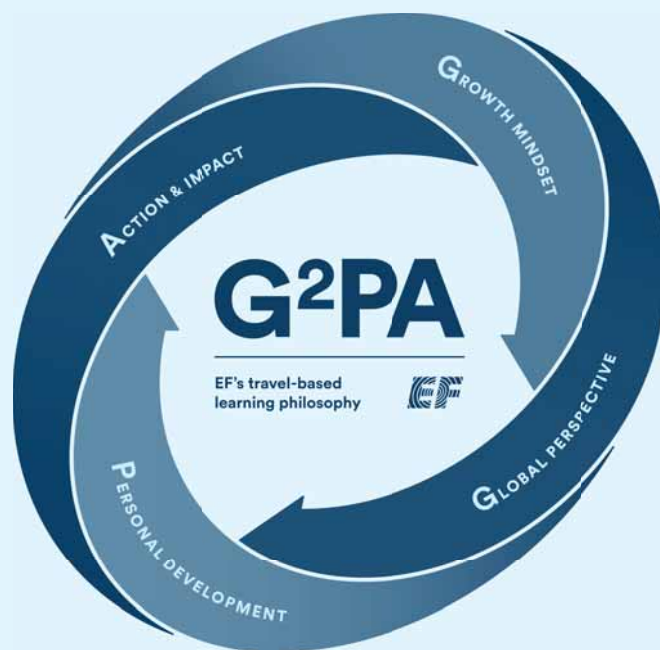 GROWTH MINDSET
ACTION & IMPACT
G²PA
EF's travel-based
learning philosophy
EF
GLOBAL PERSPECTIVE
PERSONAL DEVELOPMENT